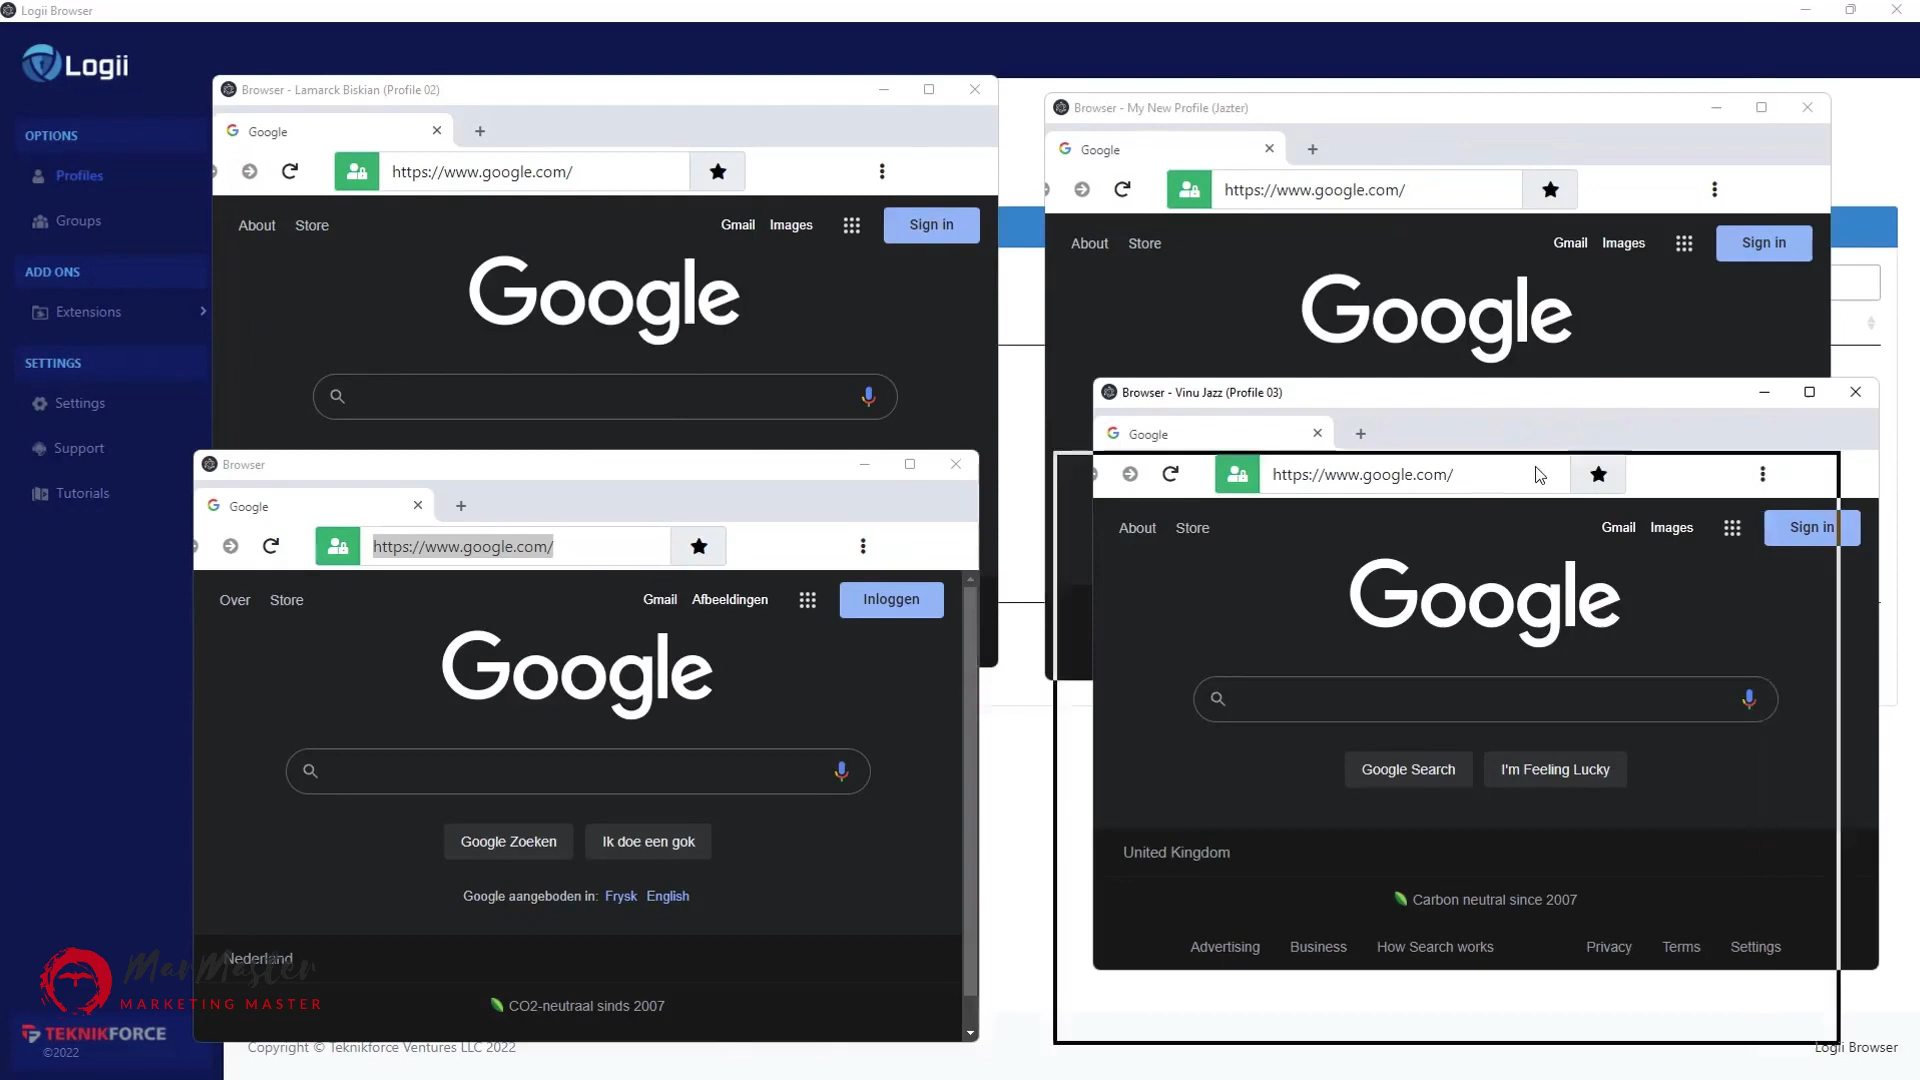 Logii Browser
Logii
OPTIONS
Profiles
Groups
ADD ONS
Extensions
SETTINGS
Settings
Support
Tutorials
Browser - Lamarck Biskian (Profile 02)
Google
https://www.google.com/
About Store Gmail Images Sign in
Google
Browser - My New Profile (Jazter)
Google
https://www.google.com/
About Store Gmail Images Sign in
Google
Browser
Google
https://www.google.com/
Over Store Gmail Afbeeldingen Inloggen
Google
Google Zoeken Ik doe een gok
Google aangeboden in: Frysk English
Nederland
CO2-neutraal sinds 2007
Browser - Vinu Jazz (Profile 03)
Google
https://www.google.com/
About Store Gmail Images Sign in
Google
Google Search I'm Feeling Lucky
United Kingdom
Carbon neutral since 2007
Advertising Business How Search works Privacy Terms Settings
MarMaster
MARKETING MASTER
TEKNIKFORCE
©2022
Copyright © Teknikforce Ventures LLC 2022
Logii Browser